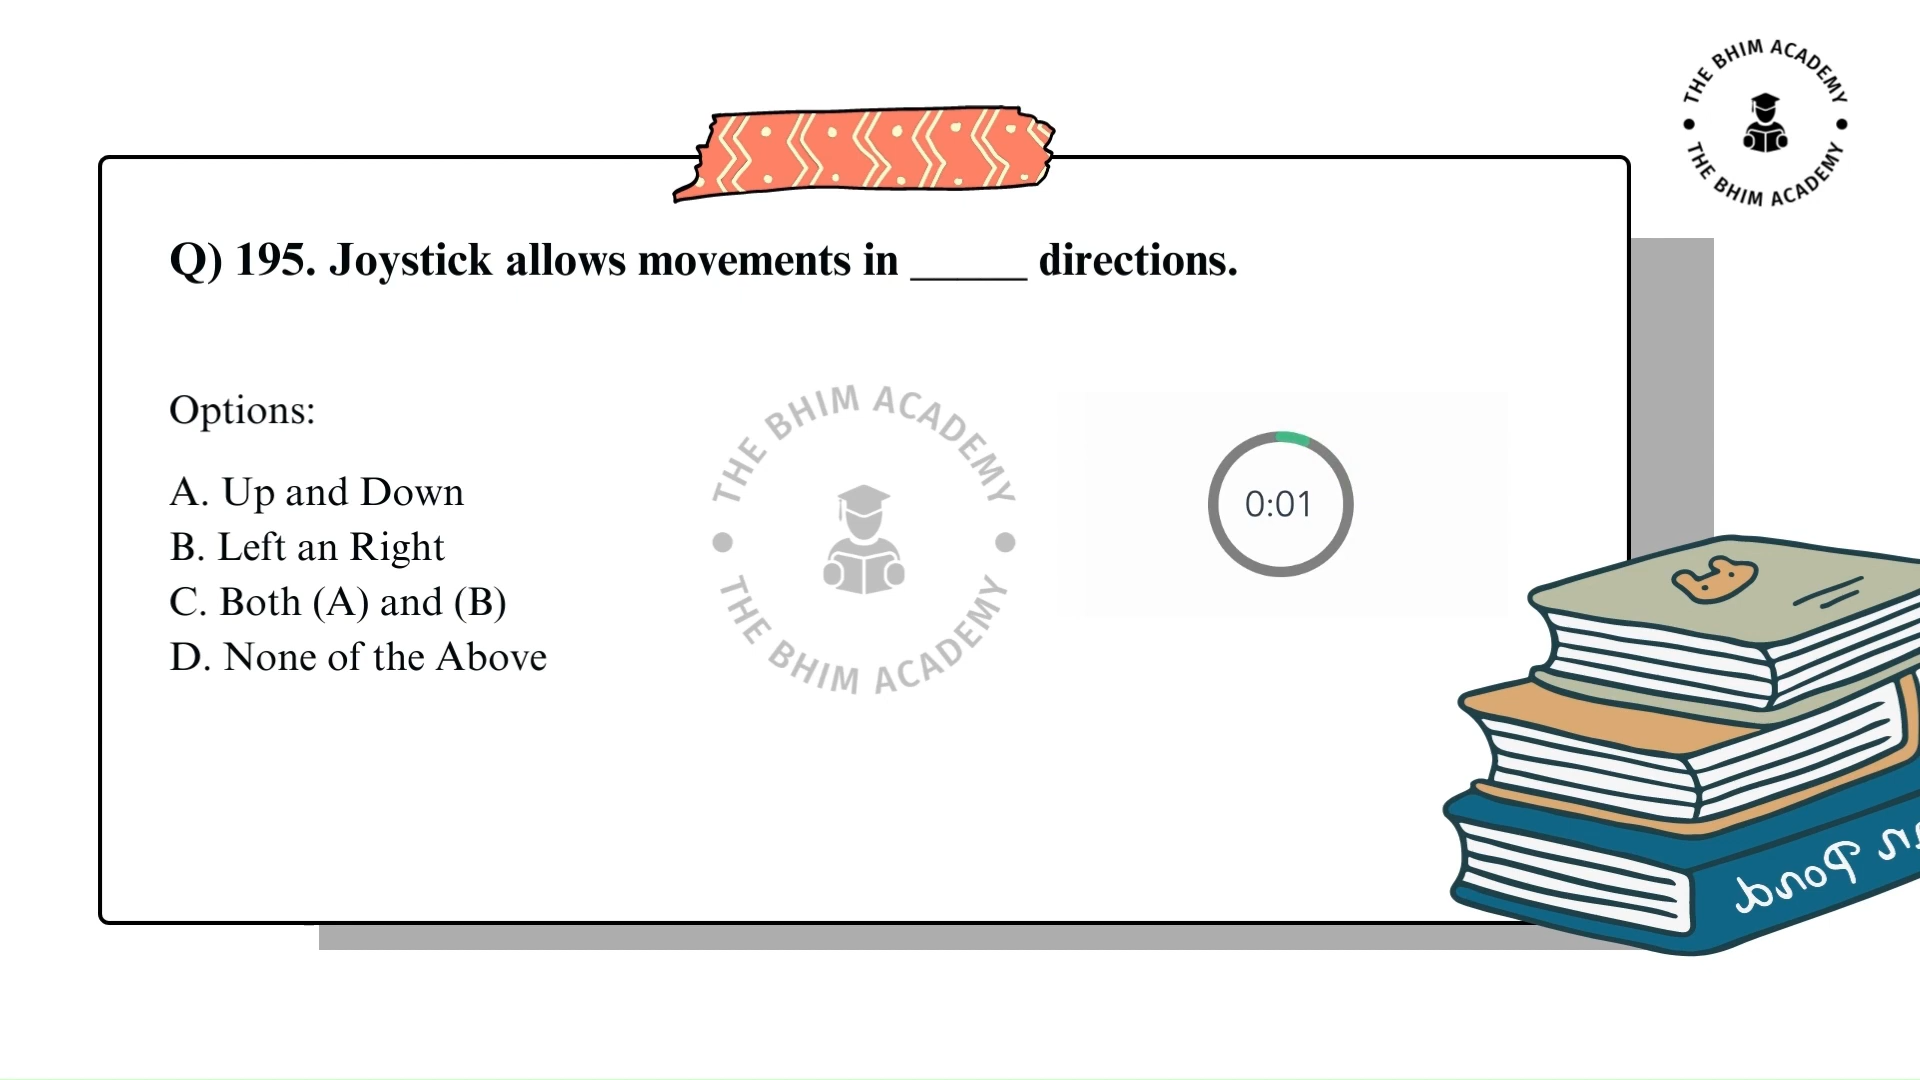 THE BHIM ACADEMY
THE BHIM ACADEMY
Q) 195. Joystick allows movements in _____ directions.
Options:
A. Up and Down
B. Left an Right
C. Both (A) and (B)
D. None of the Above
THE BHIM ACADEMY
THE BHIM ACADEMY
0:01
Pond